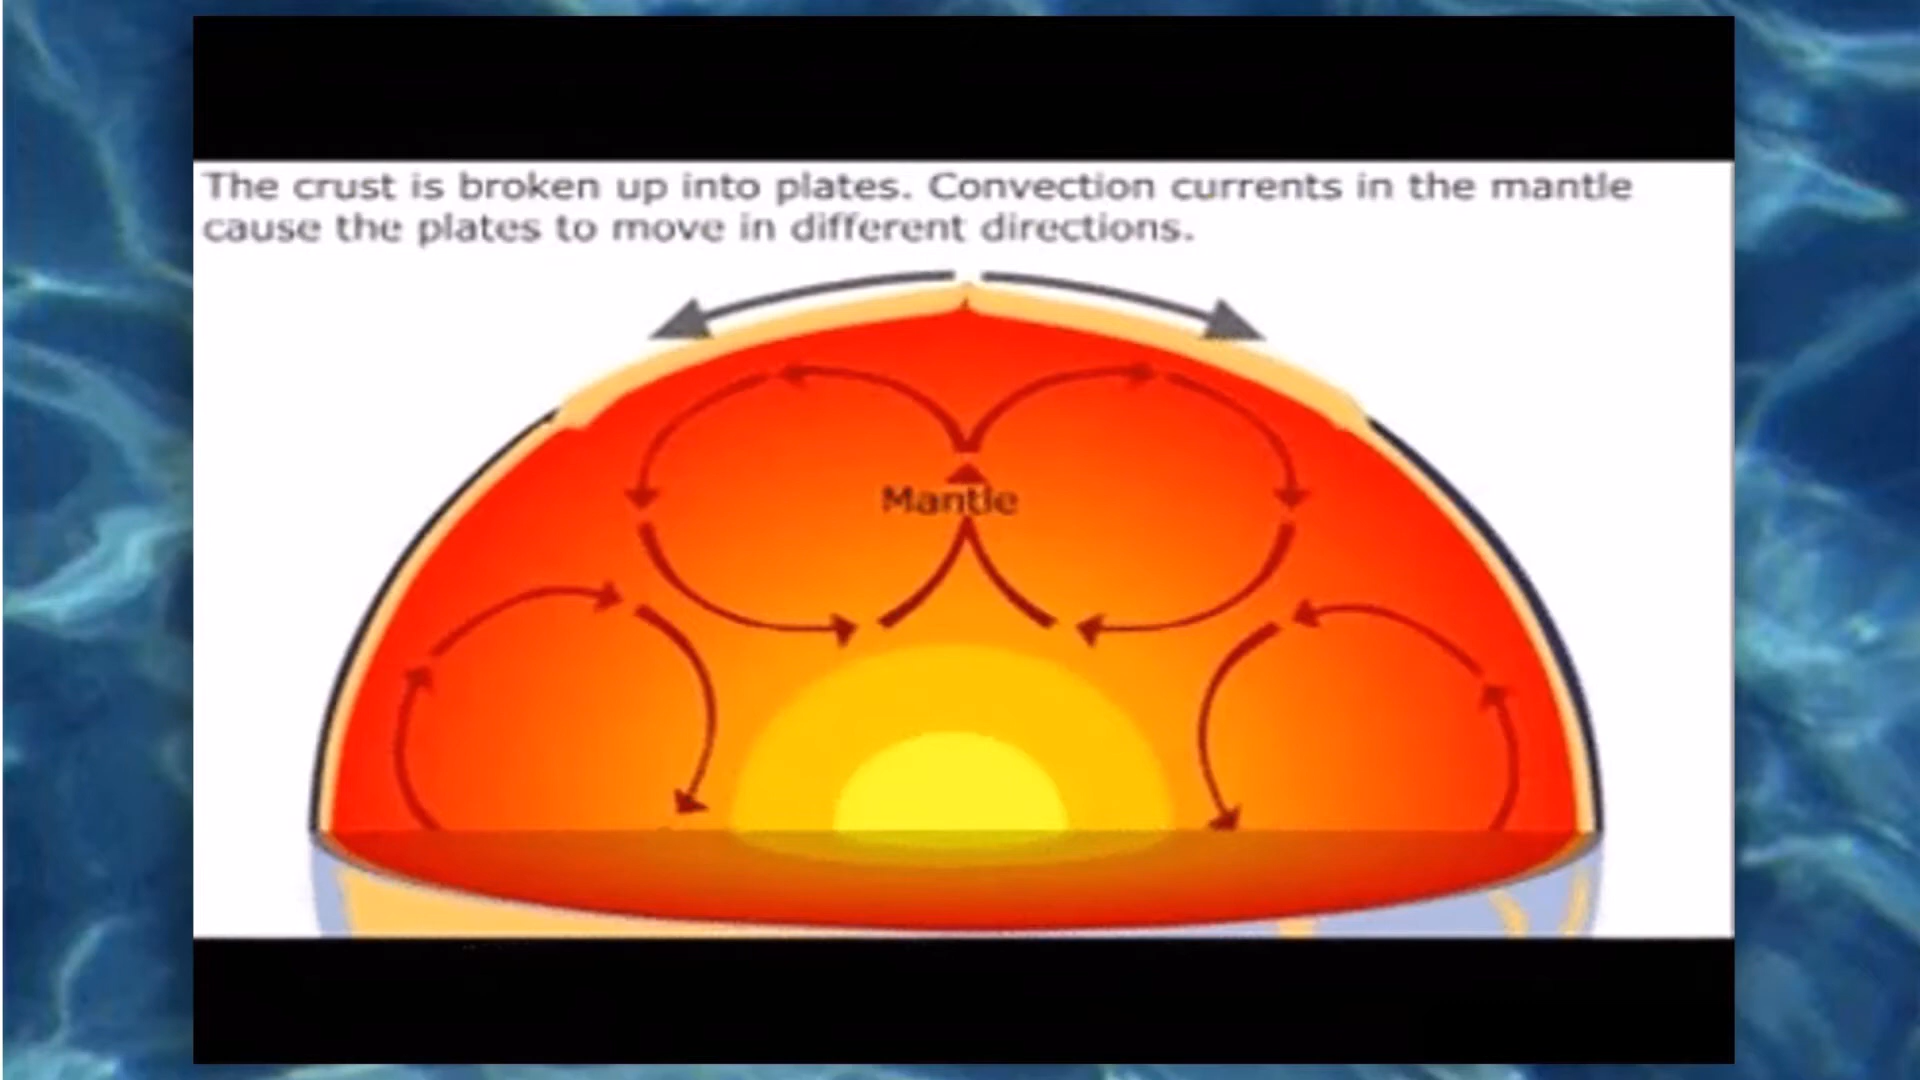 The crust is broken up into plates. Convection currents in the mantle
cause the plates to move in different directions.
Mantle